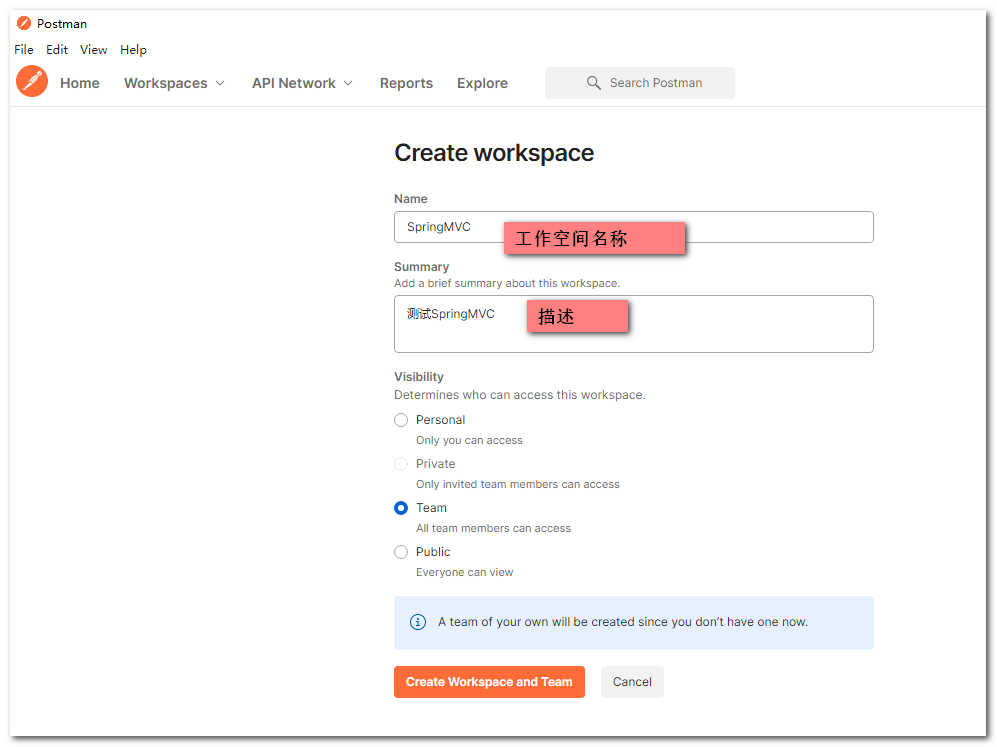 Postman
File Edit View Help
Home Workspaces API Network Reports Explore Search Postman
Create workspace
Name
SpringMVC
工作空间名称
Summary
Add a brief summary about this workspace.
测试SpringMVC
描述
Visibility
Determines who can access this workspace.
Personal
Only you can access
Private
Only invited team members can access
Team
All team members can access
Public
Everyone can view
A team of your own will be created since you don't have one now.
Create Workspace and Team Cancel